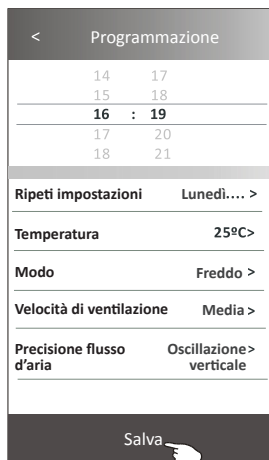 < Programmazione
14 17
15 18
16 : 19
17 20
18 21
Ripeti impostazioni Lunedì.... >
Temperatura 25ºC>
Modo Freddo >
Velocità di ventilazione Media >
Precisione flusso Oscillazione>
d'aria verticale
Salva